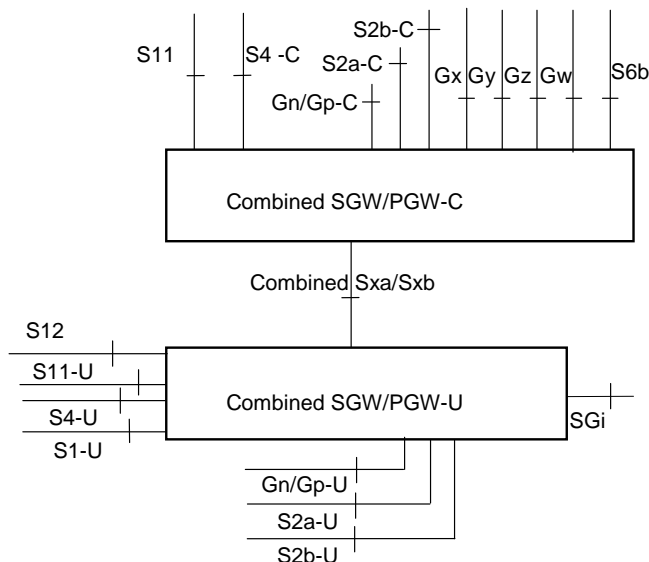 S2b-C
S11
S4 -C
S2a-C
Gx Gy Gz Gw S6b
Gn/Gp-C
Combined SGW/PGW-C
Combined Sxa/Sxb
S12
S11-U
Combined SGW/PGW-U
S4-U
SGi
S1-U
Gn/Gp-U
S2a-U
S2b-U